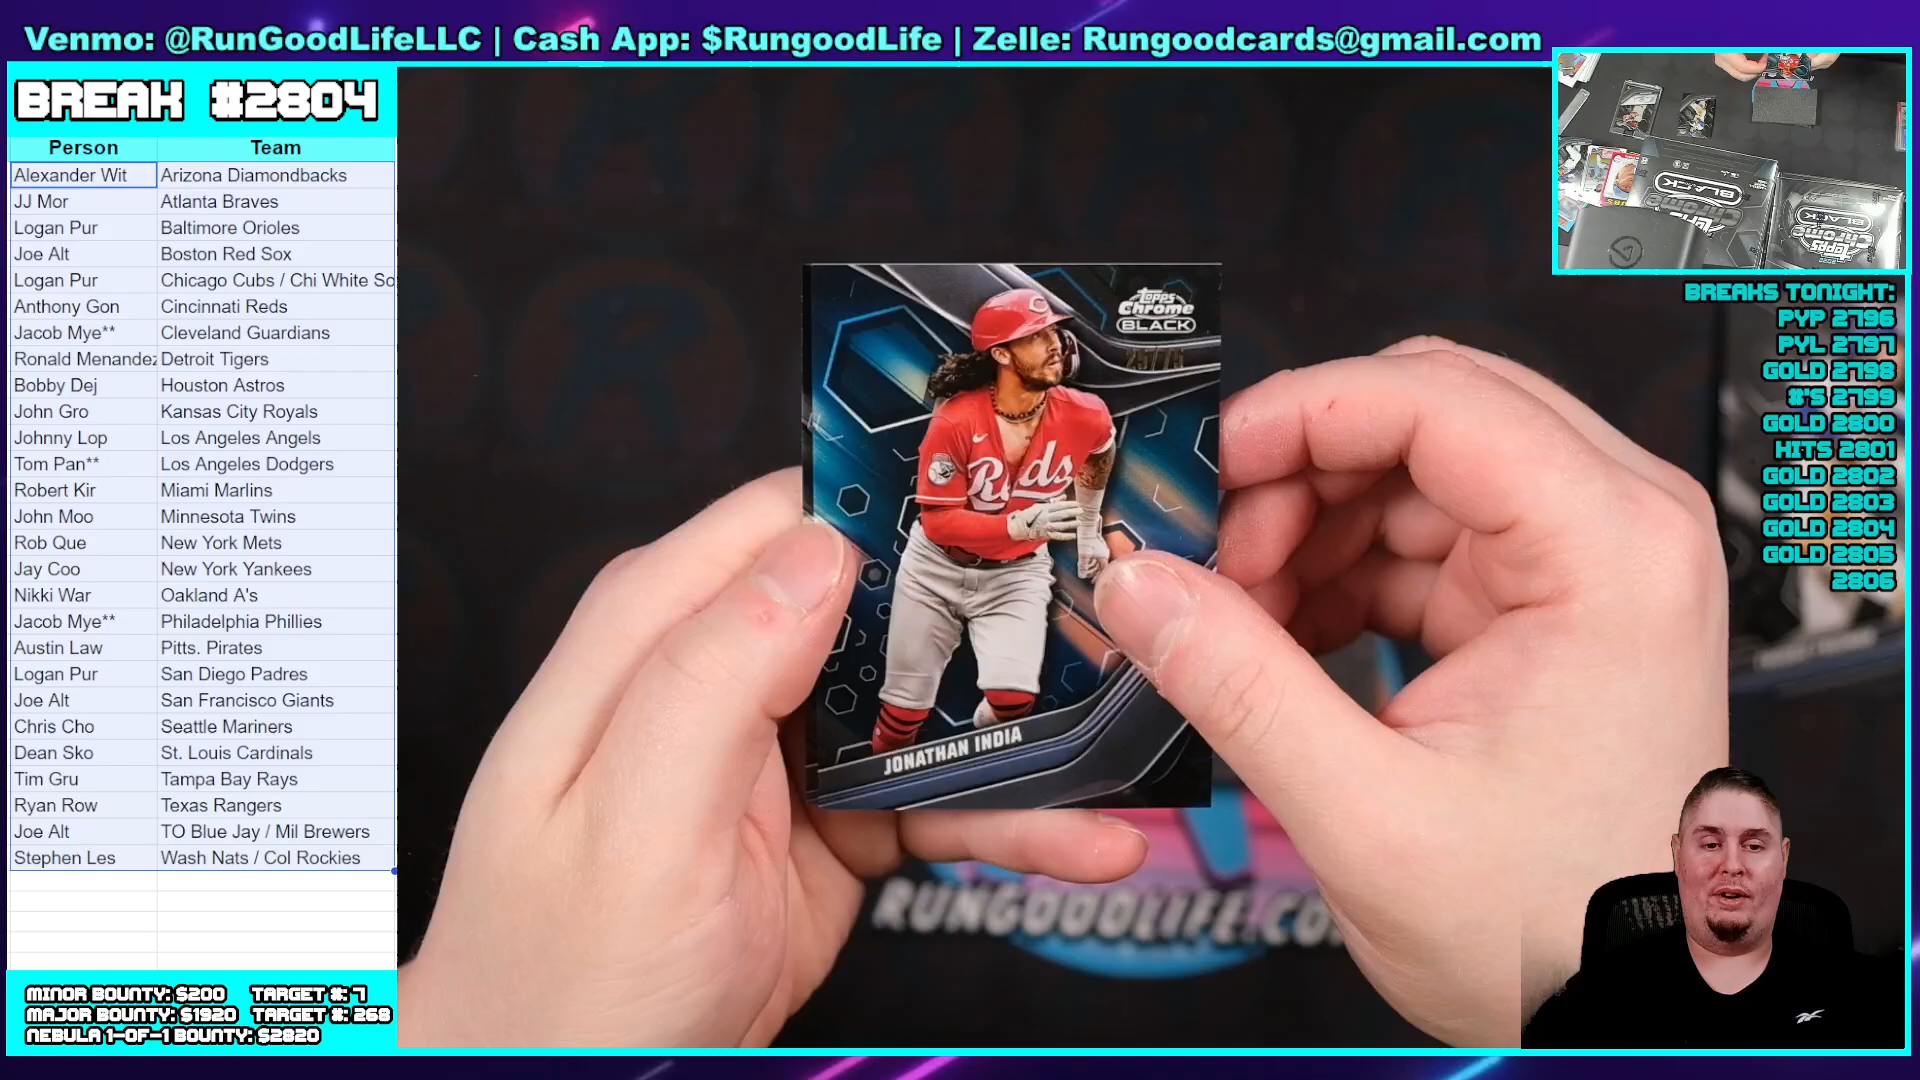 Venmo: @RunGoodLifeLLC | Cash App: $RungoodLife | Zelle: Rungoodcards@gmail.com
BREAK #2804
Person Team
Alexander Wit Arizona Diamondbacks
JJ Mor Atlanta Braves
Logan Pur Baltimore Orioles
Joe Alt Boston Red Sox
Logan Pur Chicago Cubs / Chi White So
Anthony Gon Cincinnati Reds
Jacob Mye** Cleveland Guardians
Ronald Menandez Detroit Tigers
Bobby Dej Houston Astros
John Gro Kansas City Royals
Johnny Lop Los Angeles Angels
Tom Pan** Los Angeles Dodgers
Robert Kir Miami Marlins
John Moo Minnesota Twins
Rob Que New York Mets
Jay Coo New York Yankees
Nikki War Oakland A's
Jacob Mye** Philadelphia Phillies
Austin Law Pitts. Pirates
Logan Pur San Diego Padres
Joe Alt San Francisco Giants
Chris Cho Seattle Mariners
Dean Sko St. Louis Cardinals
Tim Gru Tampa Bay Rays
Ryan Row Texas Rangers
Joe Alt TO Blue Jay / Mil Brewers
Stephen Les Wash Nats / Col Rockies
MINOR BOUNTY: $200 TARGET #: 7
MAJOR BOUNTY: $1920 TARGET #: 268
NEBULA 1-OF-1 BOUNTY: $2820
Topps
Chrome
BLACK
Reds
JONATHAN INDIA
RUNGOODLIFE.CO
BLACK
Chrome
Topps
BLACK
Chrome
Topps
BREAKS TONIGHT:
PYP 2796
PYL 2797
GOLD 2798
#'S 2799
GOLD 2800
HITS 2801
GOLD 2802
GOLD 2803
GOLD 2804
GOLD 2805
2806